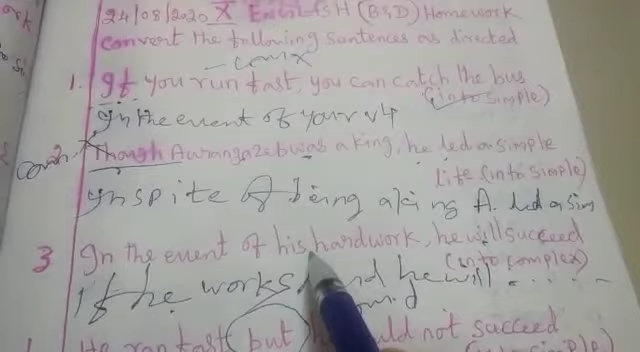 24/08/2020 X English (B&D) Homework
Convert the following sentences as directed
- comx
1. If you run fast, you can catch the bus
(into simple)
In the event of your
2. Though Aurangazeb was a king, he led a simple
life (into simple)
Inspite of being a king A. led a sim
3 In the event of his hardwork, he will succeed
(into complex)
If he works hard he will .....
He ran fast but he could not succeed